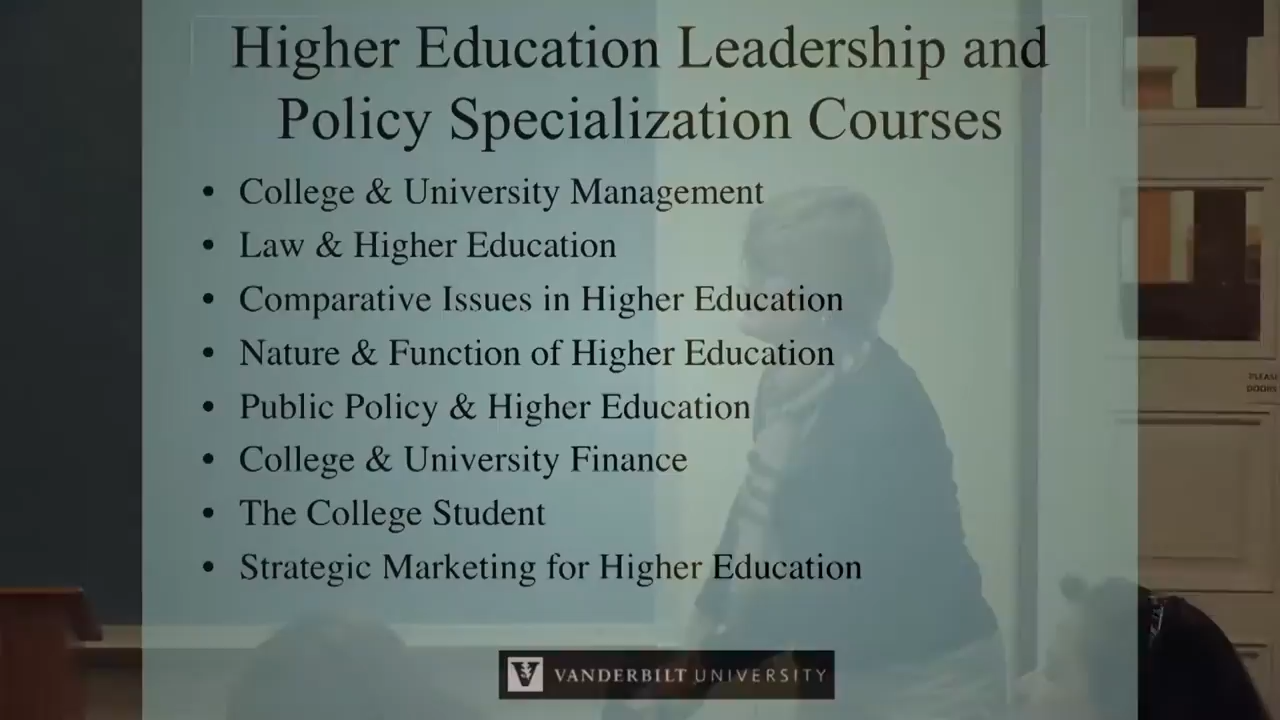 Higher Education Leadership and
Policy Specialization Courses
• College & University Management
• Law & Higher Education
• Comparative Issues in Higher Education
• Nature & Function of Higher Education
• Public Policy & Higher Education
• College & University Finance
• The College Student
• Strategic Marketing for Higher Education
PLEASE
DOORS
V VANDERBILT UNIVERSITY